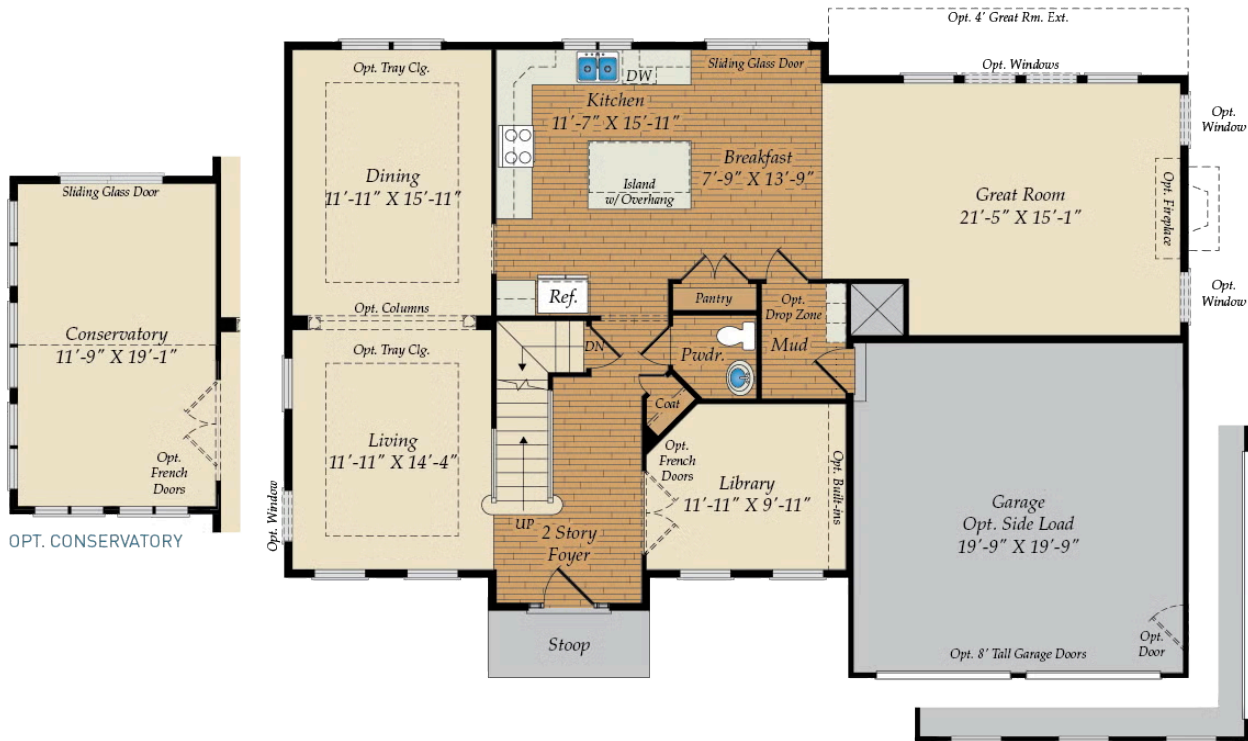 Opt. 4' Great Rm. Ext.
Opt. Tray Clg.
DW
Sliding Glass Door
Opt. Windows
Kitchen
11'-7" X 15'-11"
Opt.
Window
Breakfast
7'-9" X 13'-9"
Dining
11'-11" X 15'-11"
Island
w/ Overhang
Great Room
21'-5" X 15'-1"
Opt. Fireplace
Sliding Glass Door
Conservatory
11'-9" X 19'-1"
Opt.
French
Doors
OPT. CONSERVATORY
Ref.
Pantry
Opt.
Drop Zone
Mud
Opt.
Window
Opt. Columns
Opt. Tray Clg.
DN
Pwdr.
Coat
Living
11'-11" X 14'-4"
Opt. Window
UP
2 Story
Foyer
Opt.
French
Doors
Library
11'-11" X 9'-11"
Opt. Built-ins
Garage
Opt. Side Load
19'-9" X 19'-9"
Opt.
Door
Opt. 8' Tall Garage Doors
Stoop